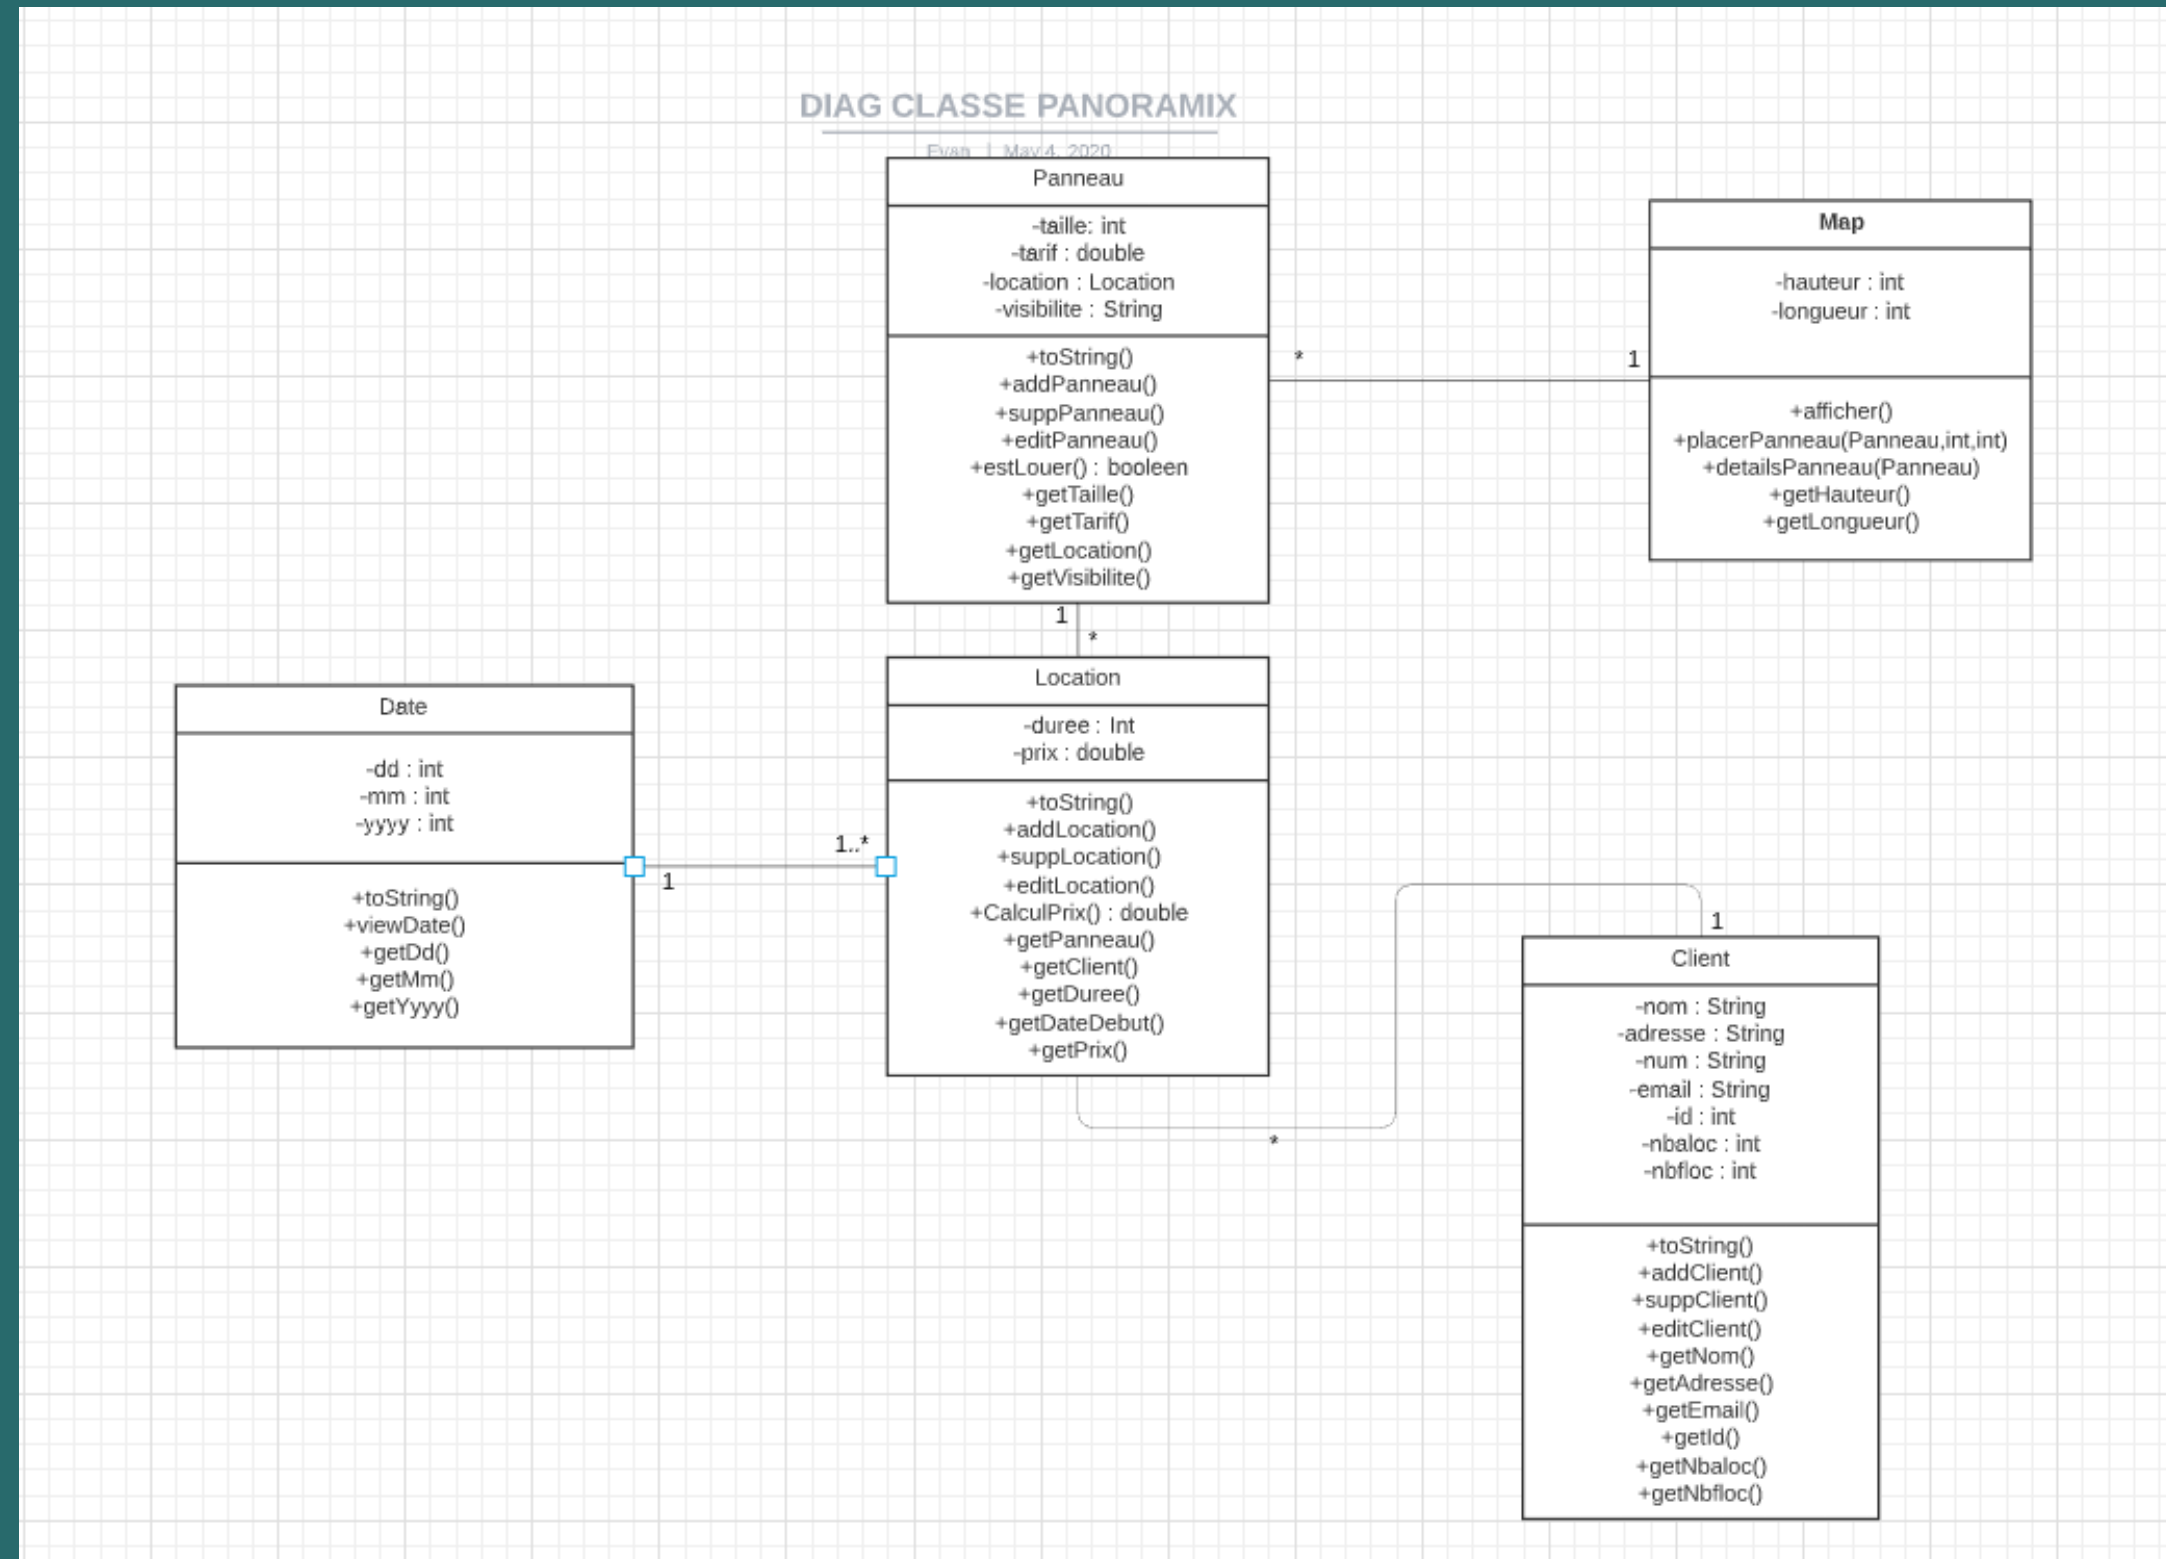 DIAG CLASSE PANORAMIX
Evan | May 4, 2020
Panneau
-taille: int
-tarif : double
-location : Location
-visibilite : String
+toString()
+addPanneau()
+suppPanneau()
+editPanneau()
+estLouer() : booleen
+getTaille()
+getTarif()
+getLocation()
+getVisibilite()
* 1
Map
-hauteur : int
-longueur : int
+afficher()
+placerPanneau(Panneau,int,int)
+detailsPanneau(Panneau)
+getHauteur()
+getLongueur()
1
*
Date
-dd : int
-mm : int
-yyyy : int
+toString()
+viewDate()
+getDd()
+getMm()
+getYyyy()
1..*
1
Location
-duree : Int
-prix : double
+toString()
+addLocation()
+suppLocation()
+editLocation()
+CalculPrix() : double
+getPanneau()
+getClient()
+getDuree()
+getDateDebut()
+getPrix()
*
1
Client
-nom : String
-adresse : String
-num : String
-email : String
-id : int
-nbaloc : int
-nbfloc : int
+toString()
+addClient()
+suppClient()
+editClient()
+getNom()
+getAdresse()
+getEmail()
+getId()
+getNbaloc()
+getNbfloc()